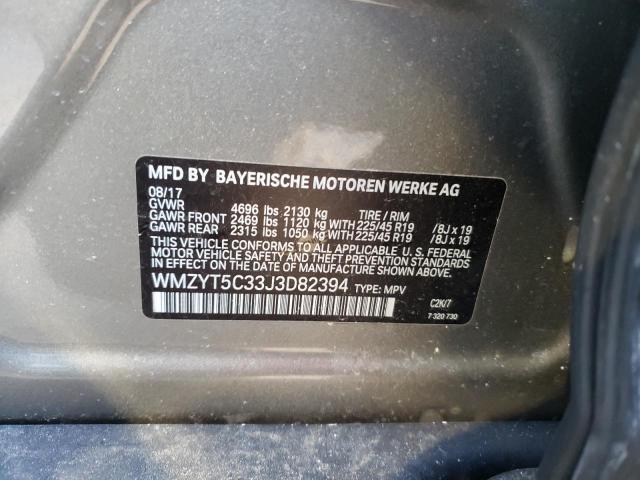 MFD BY BAYERISCHE MOTOREN WERKE AG
08/17
GVWR 4696 lbs 2130 kg TIRE / RIM
GAWR FRONT 2469 lbs 1120 kg WITH 225/45 R19 /8J x 19
GAWR REAR 2315 lbs 1050 kg WITH 225/45 R19 /8J x 19
THIS VEHICLE CONFORMS TO ALL APPLICABLE U. S. FEDERAL
MOTOR VEHICLE SAFETY AND THEFT PREVENTION STANDARDS
IN EFFECT ON THE DATE OF MANUFACTURE SHOWN ABOVE.
WMZYT5C33J3D82394 TYPE: MPV
C2K/7
7 320 730